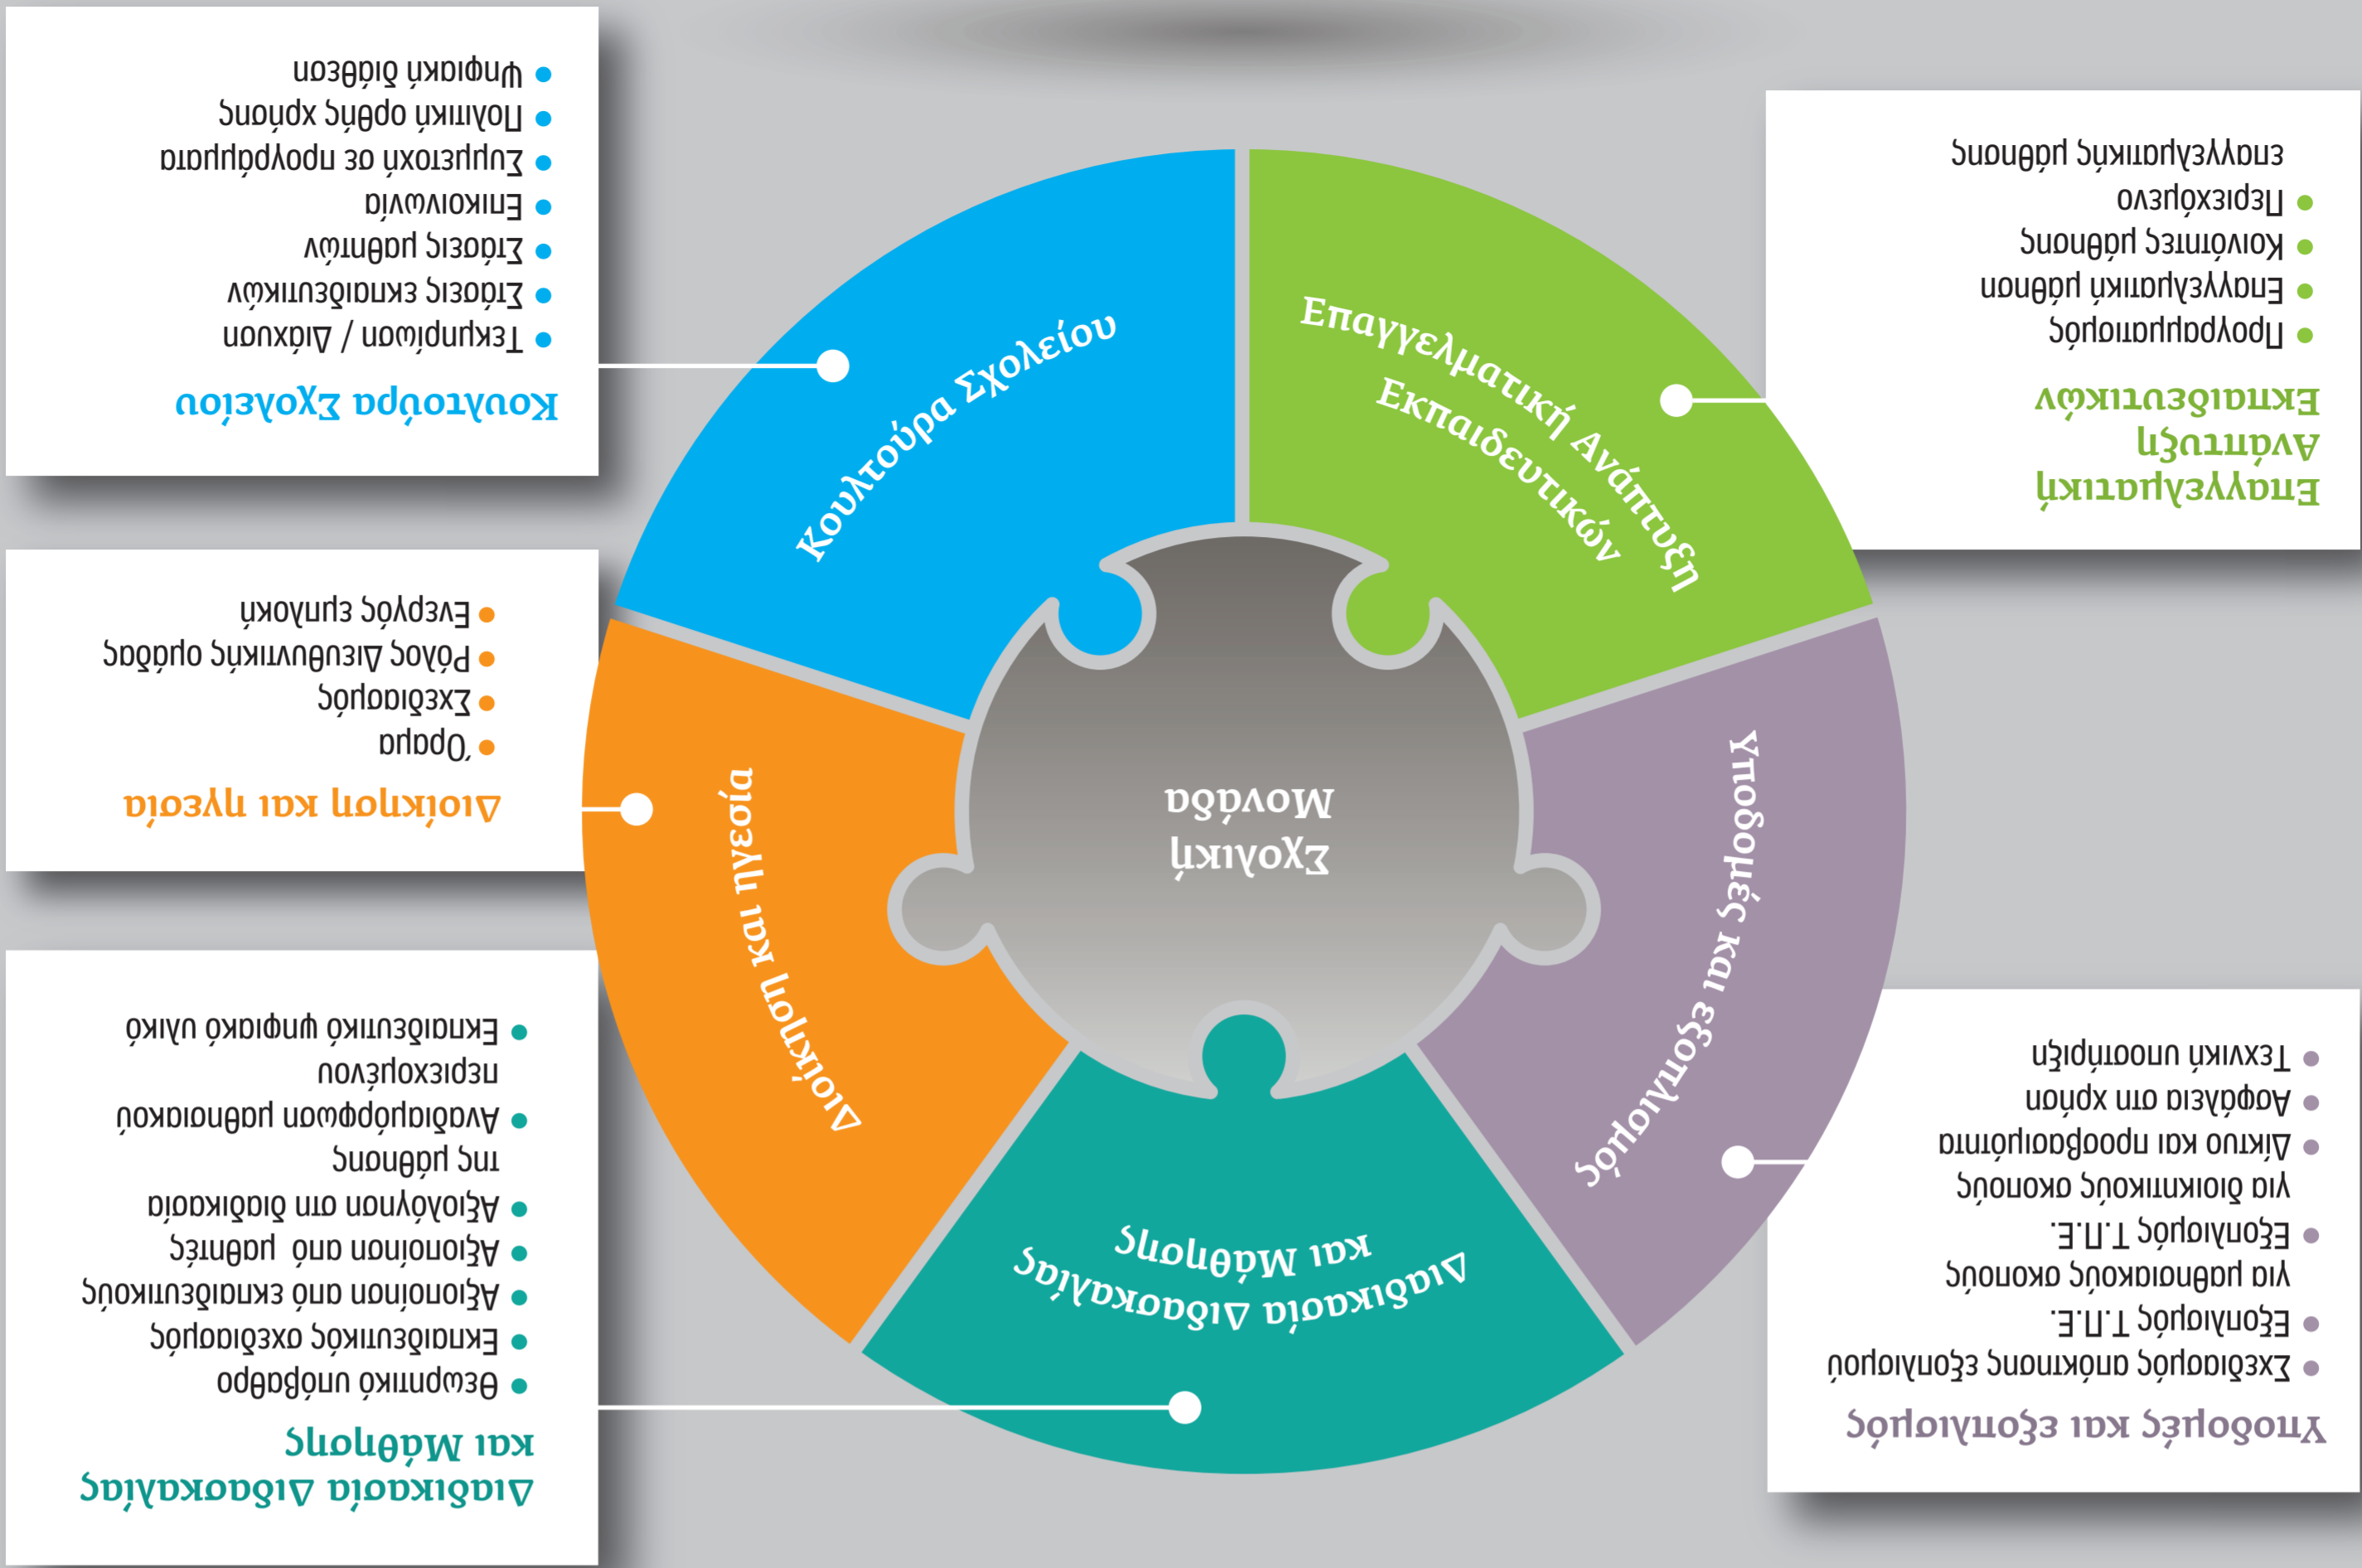 Υποδομές και εξοπλισμός
• Σχεδιασμός απόκτησης εξοπλισμού
• Εξοπλισμός Τ.Π.Ε.
για μαθησιακούς σκοπούς
• Εξοπλισμός Τ.Π.Ε.
για διοικητικούς σκοπούς
• Δίκτυο και προσβασιμότητα
• Ασφάλεια στη χρήση
• Τεχνική υποστήριξη
Επαγγελματική
Ανάπτυξη
Εκπαιδευτικών
• Προγραμματισμός
• Επαγγελματική μάθηση
• Κοινότητες μάθησης
• Περιεχόμενο
επαγγελματικής μάθησης
Διαδικασία Διδασκαλίας
και Μάθησης
Υποδομές και εξοπλισμός
Διοίκηση και ηγεσία
Σχολική
Μονάδα
Επαγγελματική Ανάπτυξη
Εκπαιδευτικών
Κουλτούρα Σχολείου
Διαδικασία Διδασκαλίας
και Μάθησης
• Θεωρητικό υπόβαθρο
• Εκπαιδευτικός σχεδιασμός
• Αξιοποίηση από εκπαιδευτικούς
• Αξιοποίηση από μαθητές
• Αξιολόγηση στη διαδικασία
της μάθησης
• Αναδιαμόρφωση μαθησιακού
περιεχομένου
• Εκπαιδευτικό ψηφιακό υλικό
Διοίκηση και ηγεσία
• Όραμα
• Σχεδιασμός
• Ρόλος Διευθυντικής ομάδας
• Ενεργός εμπλοκή
Κουλτούρα Σχολείου
• Τεκμηρίωση / Διάχυση
• Στάσεις εκπαιδευτικών
• Στάσεις μαθητών
• Επικοινωνία
• Συμμετοχή σε προγράμματα
• Πολιτική ορθής χρήσης
• Ψηφιακή διάθεση